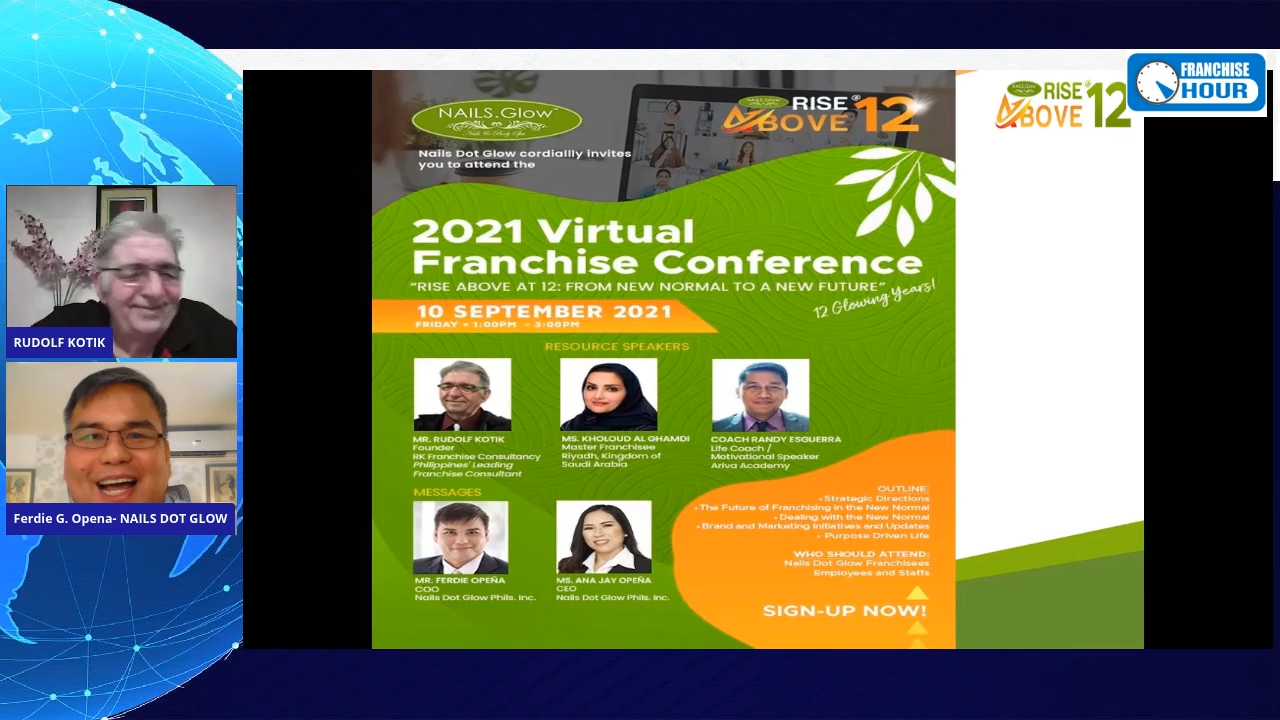 FRANCHISE
HOUR
NAILS.Glow
Nails & Body Spa
RISE @
ABOVE 12
RISE @
ABOVE 12
Nails Dot Glow cordiallly invites
you to attend the
2021 Virtual
Franchise Conference
"RISE ABOVE AT 12: FROM NEW NORMAL TO A NEW FUTURE"
12 Glowing Years!
10 SEPTEMBER 2021
FRIDAY • 1:00PM - 3:00PM
RESOURCE SPEAKERS
MR. RUDOLF KOTIK
Founder
RK Franchise Consultancy
Philippines' Leading
Franchise Consultant
MS. KHOLOUD AL GHAMDI
Master Franchisee
Riyadh, Kingdom of
Saudi Arabia
COACH RANDY ESGUERRA
Life Coach /
Motivational Speaker
Ariva Academy
MESSAGES
MR. FERDIE OPEÑA
COO
Nails Dot Glow Phils. Inc.
MS. ANA JAY OPEÑA
CEO
Nails Dot Glow Phils. Inc.
OUTLINE:
• Strategic Directions
• The Future of Franchising in the New Normal
• Dealing with the New Normal
• Brand and Marketing Initiatives and Updates
• Purpose Driven Life
WHO SHOULD ATTEND:
Nails Dot Glow Franchisees
Employees and Staffs
SIGN-UP NOW!
RUDOLF KOTIK
Ferdie G. Opena- NAILS DOT GLOW